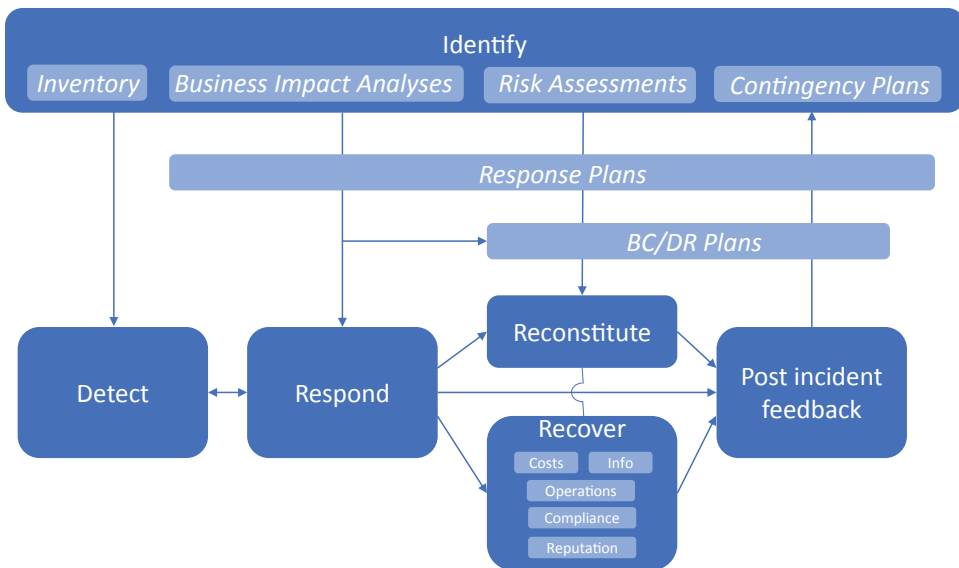 Identify
Inventory
Business Impact Analyses
Risk Assessments
Contingency Plans
Response Plans
BC/DR Plans
Detect
Respond
Reconstitute
Post incident
feedback
Recover
Costs
Info
Operations
Compliance
Reputation